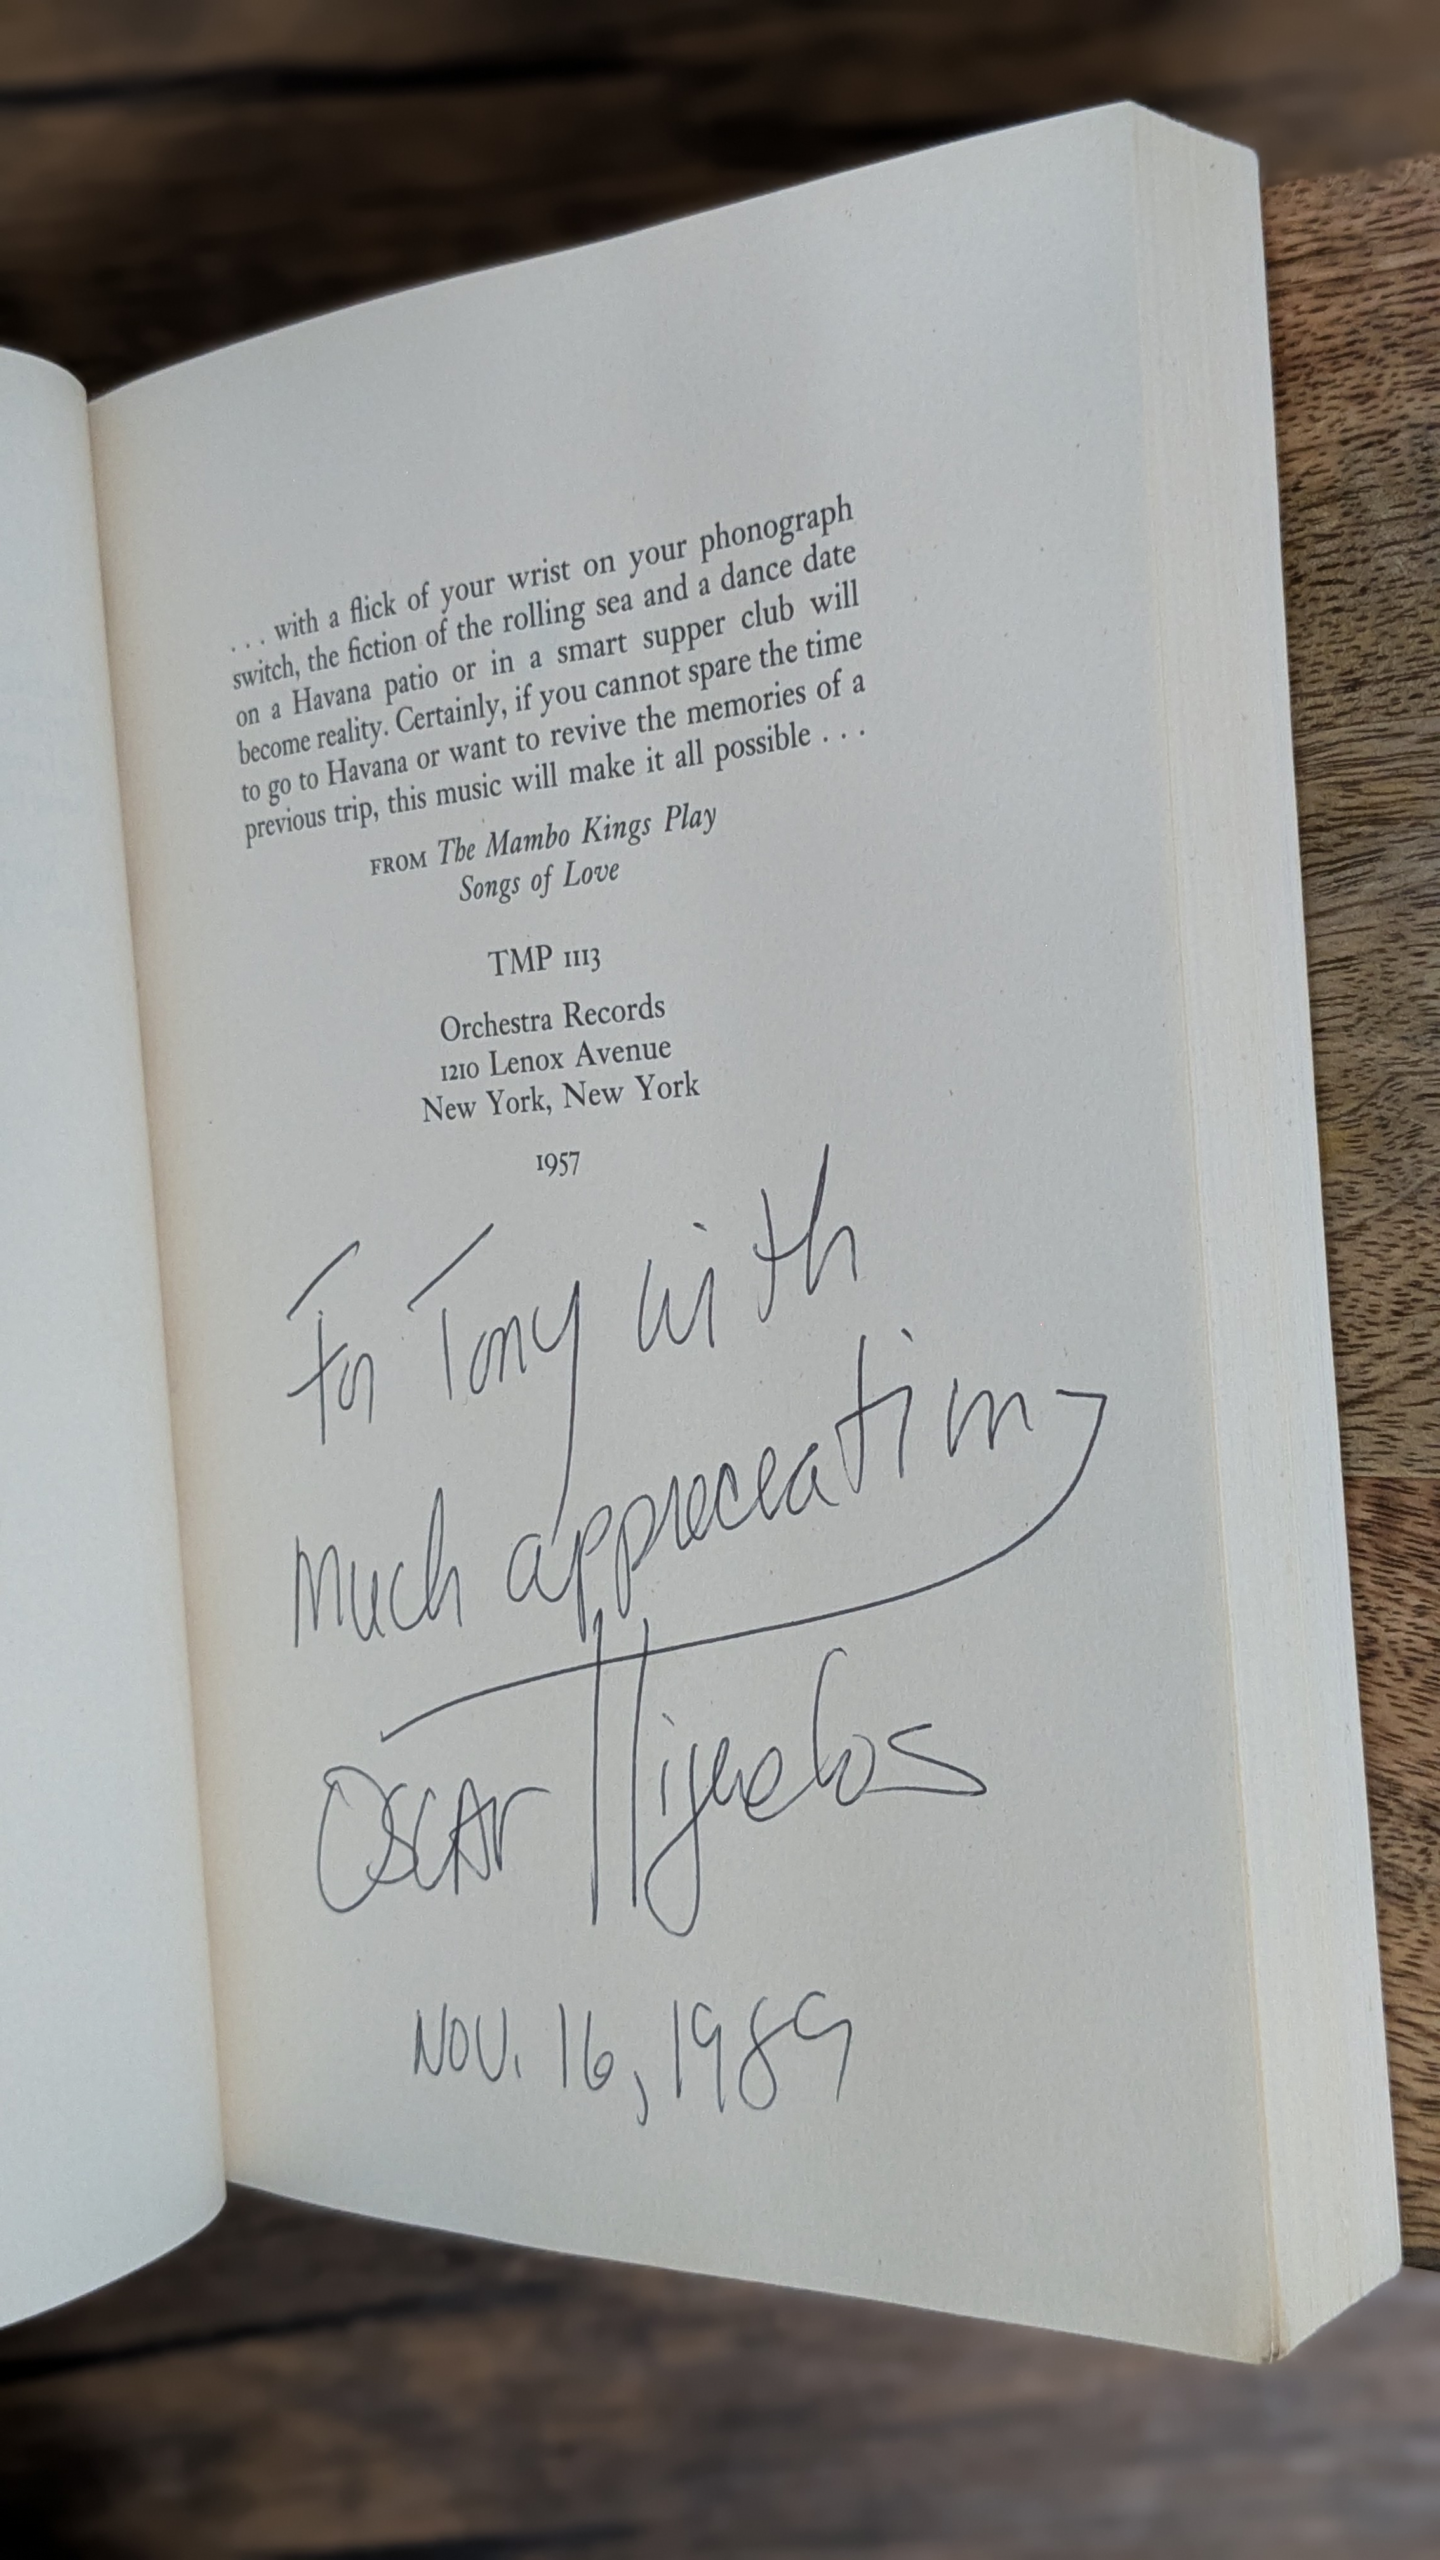 . . . with a flick of your wrist on your phonograph
switch, the fiction of the rolling sea and a dance date
on a Havana patio or in a smart supper club will
become reality. Certainly, if you cannot spare the time
to go to Havana or want to revive the memories of a
previous trip, this music will make it all possible . . .
FROM The Mambo Kings Play
Songs of Love
TMP 1113
Orchestra Records
1210 Lenox Avenue
New York, New York
1957
For Tony with
Much appreceation
Oscar Hijuelos
Nov. 16, 1989